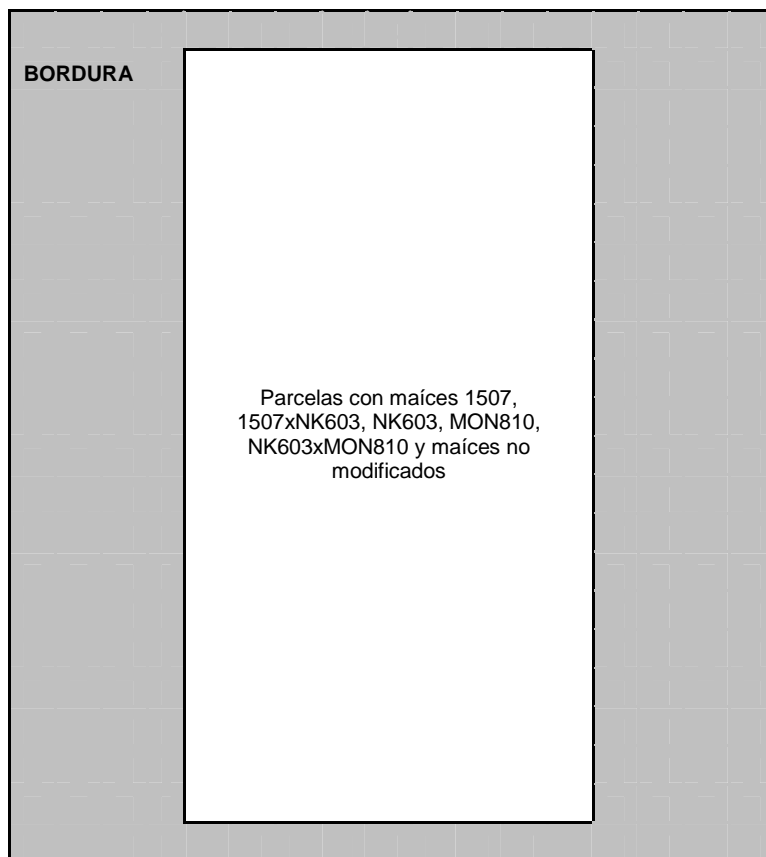 BORDURA
Parcelas con maíces 1507,
1507xNK603, NK603, MON810,
NK603xMON810 y maíces no
modificados